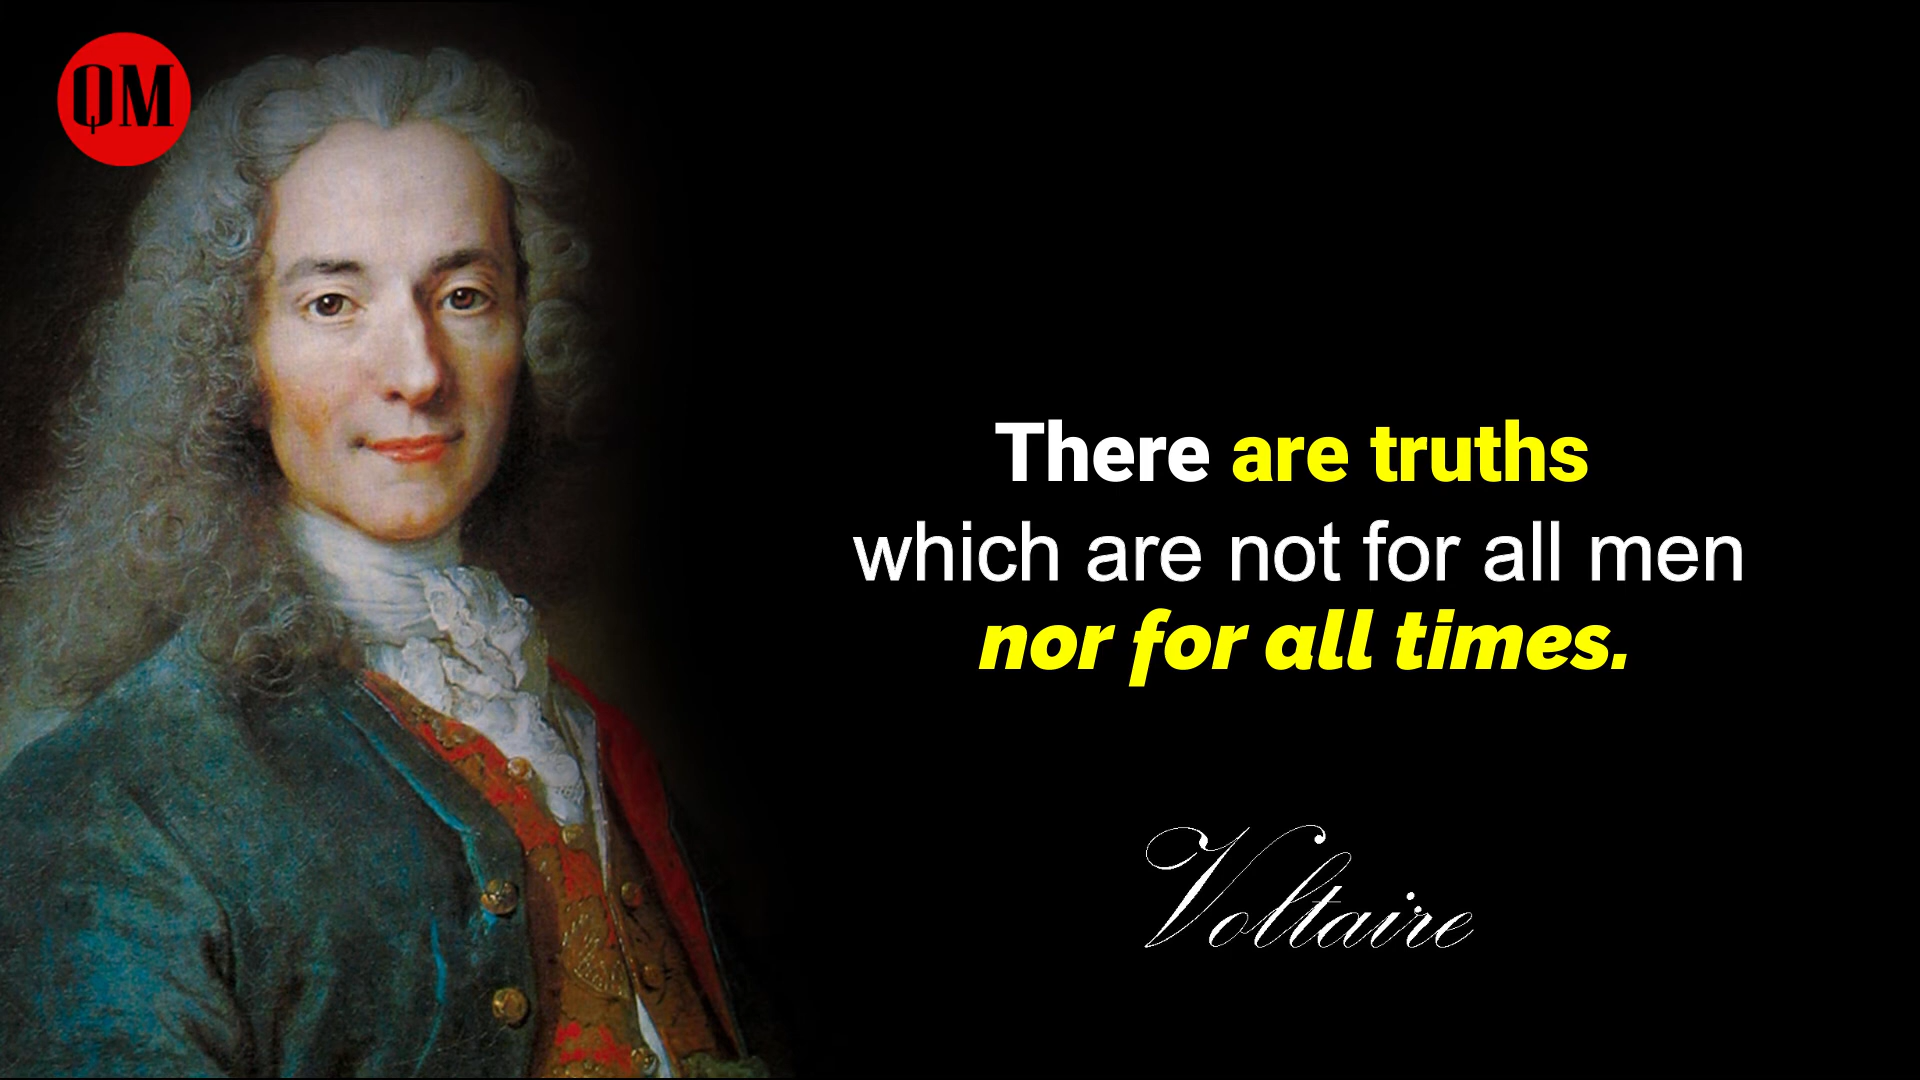 QM
There are truths
which are not for all men
nor for all times.
Voltaire